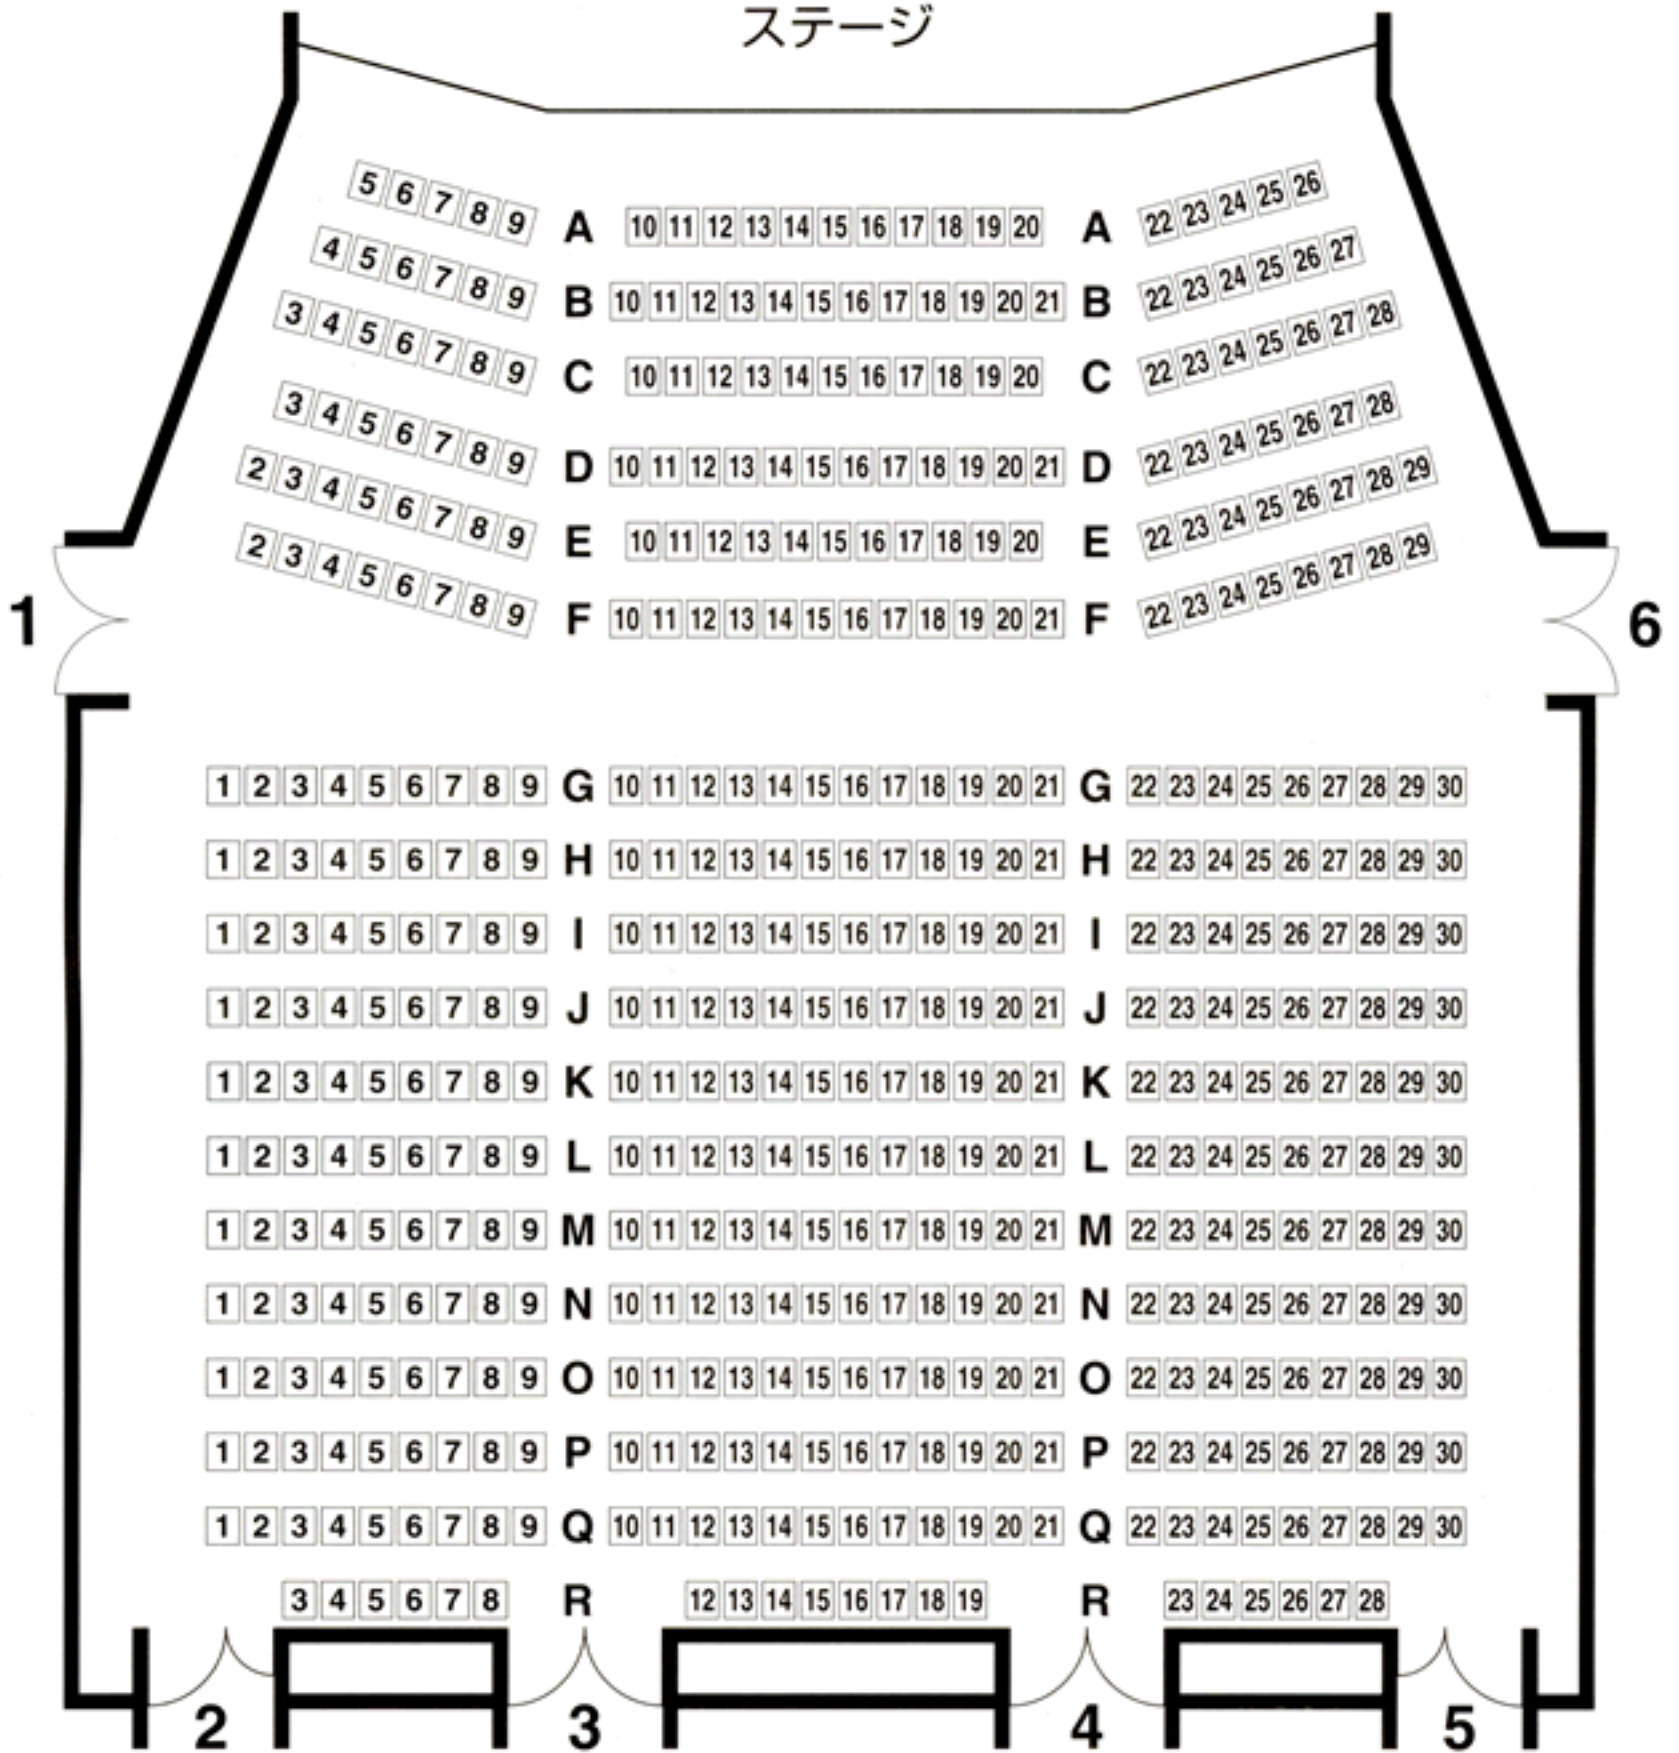 ステージ
5 6 7 8 9 A 10 11 12 13 14 15 16 17 18 19 20 A 22 23 24 25 26
4 5 6 7 8 9 B 10 11 12 13 14 15 16 17 18 19 20 21 B 22 23 24 25 26 27
3 4 5 6 7 8 9 C 10 11 12 13 14 15 16 17 18 19 20 C 22 23 24 25 26 27 28
3 4 5 6 7 8 9 D 10 11 12 13 14 15 16 17 18 19 20 21 D 22 23 24 25 26 27 28
2 3 4 5 6 7 8 9 E 10 11 12 13 14 15 16 17 18 19 20 E 22 23 24 25 26 27 28 29
2 3 4 5 6 7 8 9 F 10 11 12 13 14 15 16 17 18 19 20 21 F 22 23 24 25 26 27 28 29
1 6
1 2 3 4 5 6 7 8 9 G 10 11 12 13 14 15 16 17 18 19 20 21 G 22 23 24 25 26 27 28 29 30
1 2 3 4 5 6 7 8 9 H 10 11 12 13 14 15 16 17 18 19 20 21 H 22 23 24 25 26 27 28 29 30
1 2 3 4 5 6 7 8 9 I 10 11 12 13 14 15 16 17 18 19 20 21 I 22 23 24 25 26 27 28 29 30
1 2 3 4 5 6 7 8 9 J 10 11 12 13 14 15 16 17 18 19 20 21 J 22 23 24 25 26 27 28 29 30
1 2 3 4 5 6 7 8 9 K 10 11 12 13 14 15 16 17 18 19 20 21 K 22 23 24 25 26 27 28 29 30
1 2 3 4 5 6 7 8 9 L 10 11 12 13 14 15 16 17 18 19 20 21 L 22 23 24 25 26 27 28 29 30
1 2 3 4 5 6 7 8 9 M 10 11 12 13 14 15 16 17 18 19 20 21 M 22 23 24 25 26 27 28 29 30
1 2 3 4 5 6 7 8 9 N 10 11 12 13 14 15 16 17 18 19 20 21 N 22 23 24 25 26 27 28 29 30
1 2 3 4 5 6 7 8 9 O 10 11 12 13 14 15 16 17 18 19 20 21 O 22 23 24 25 26 27 28 29 30
1 2 3 4 5 6 7 8 9 P 10 11 12 13 14 15 16 17 18 19 20 21 P 22 23 24 25 26 27 28 29 30
1 2 3 4 5 6 7 8 9 Q 10 11 12 13 14 15 16 17 18 19 20 21 Q 22 23 24 25 26 27 28 29 30
3 4 5 6 7 8 R 12 13 14 15 16 17 18 19 R 23 24 25 26 27 28
2 3 4 5